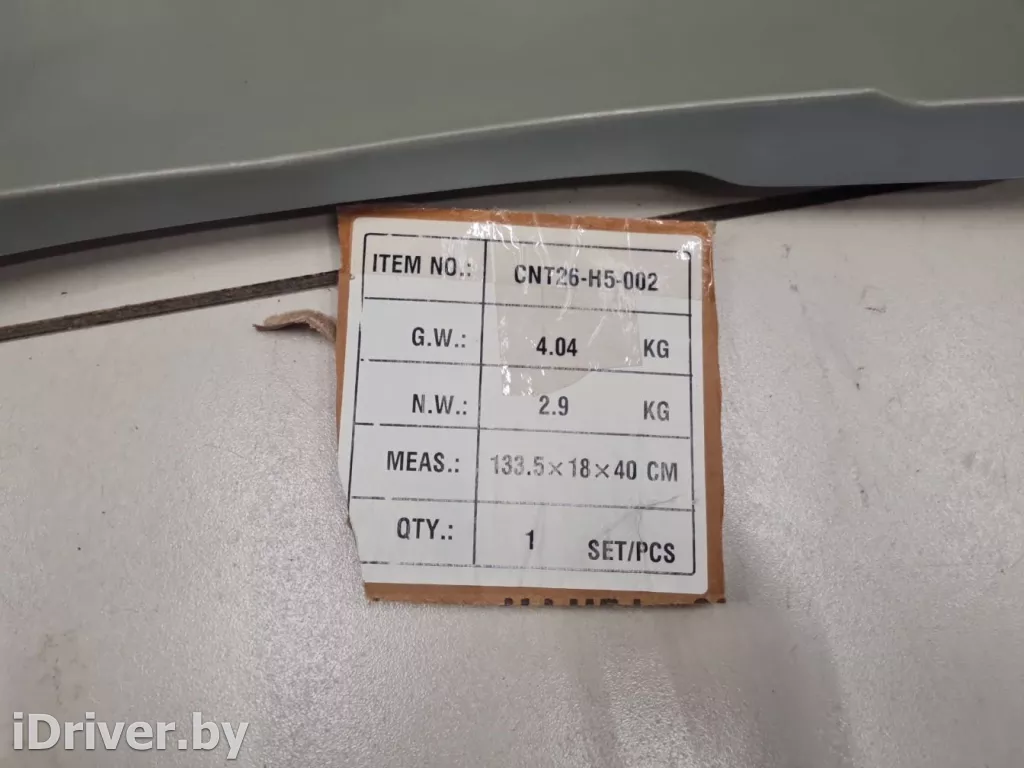 ITEM NO.: CNT26-H5-002
G.W.: 4.04 KG
N.W.: 2.9 KG
MEAS.: 133.5×18×40 CM
QTY.: 1 SET/PCS
iDriver.by